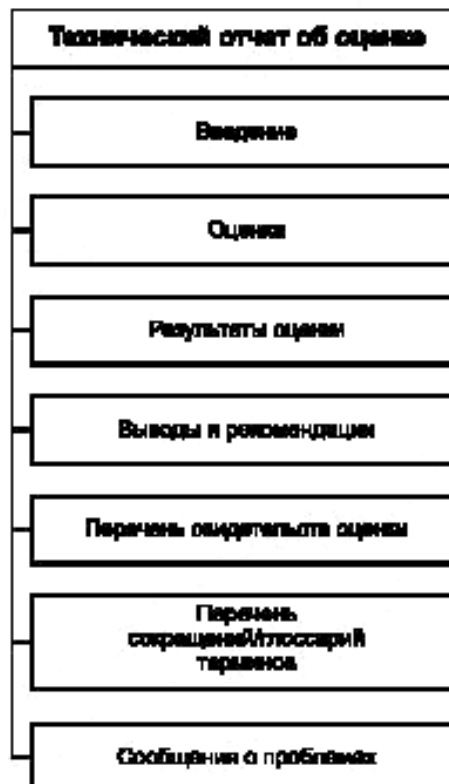 Технический отчет об оценке
Введение
Оценка
Результаты оценки
Выводы и рекомендации
Перечень свидетельств оценки
Перечень
сокращений/глоссарий
терминов
Сообщения о проблемах